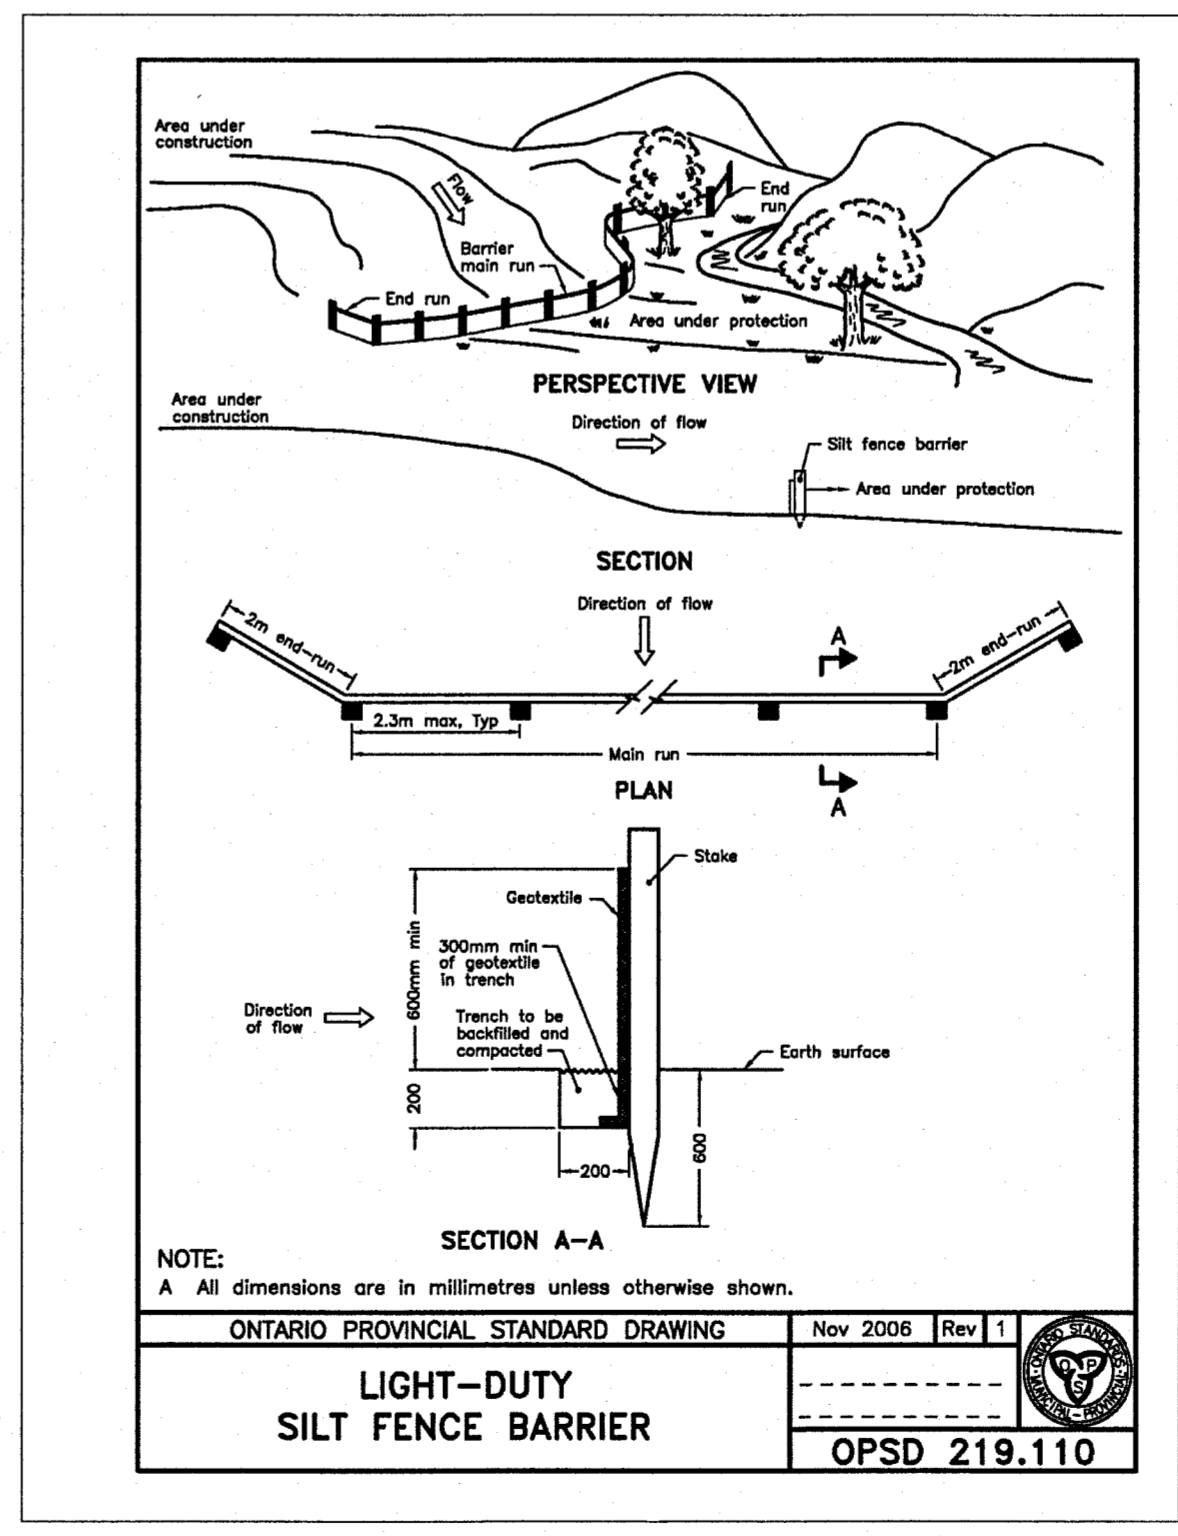 Area under
construction
Flow
End
run
Barrier
main run
End run
Area under protection
PERSPECTIVE VIEW
Area under
construction
Direction of flow
Silt fence barrier
Area under protection
SECTION
Direction of flow
2m end-run
A
2m end-run
2.3m max, Typ
Main run
PLAN
A
Stake
Geotextile
600mm min
300mm min
of geotextile
in trench
Direction
of flow
Trench to be
backfilled and
compacted
Earth surface
200
600
200
SECTION A-A
NOTE:
A All dimensions are in millimetres unless otherwise shown.
ONTARIO PROVINCIAL STANDARD DRAWING
Nov 2006 Rev 1
ONTARIO STANDARDS
MUNICIPAL-PROVINCIAL
O P
S
LIGHT-DUTY
SILT FENCE BARRIER
OPSD 219.110